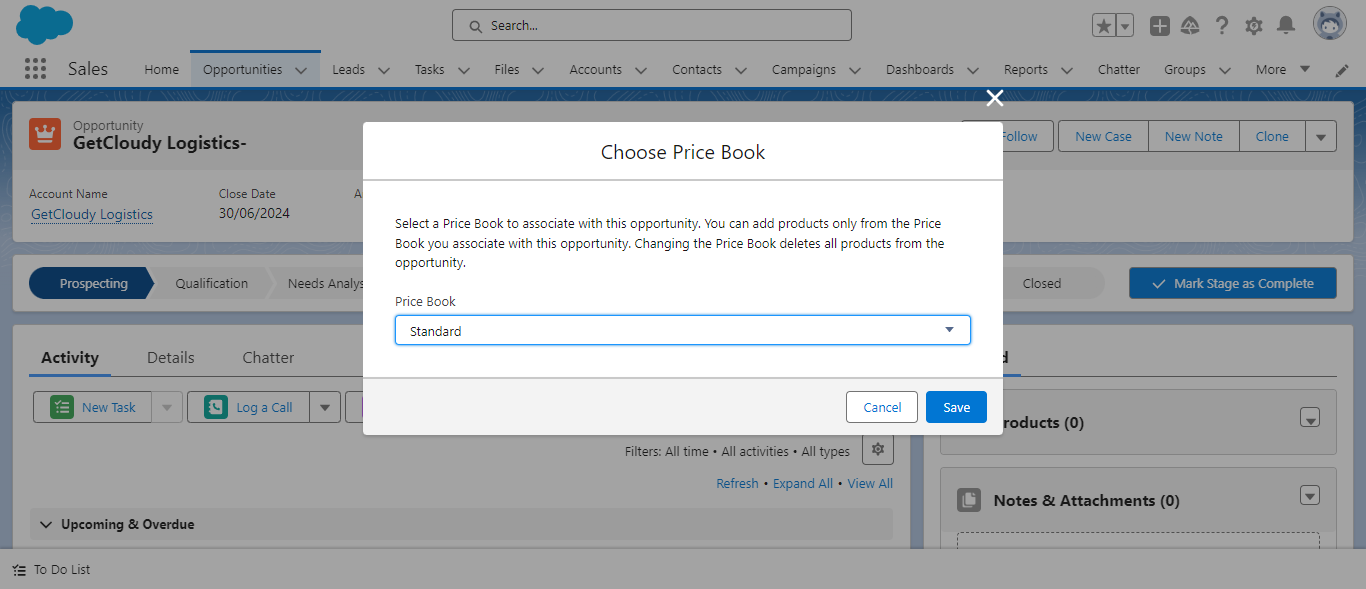 Search...
Sales
Home
Opportunities
Leads
Tasks
Files
Accounts
Contacts
Campaigns
Dashboards
Reports
Chatter
Groups
More
Opportunity
GetCloudy Logistics-
Follow
New Case
New Note
Clone
Account Name
Close Date
GetCloudy Logistics
30/06/2024
Choose Price Book
Select a Price Book to associate with this opportunity. You can add products only from the Price
Book you associate with this opportunity. Changing the Price Book deletes all products from the
opportunity.
Price Book
Standard
Cancel
Save
Prospecting
Qualification
Needs Analys
Closed
Mark Stage as Complete
Activity
Details
Chatter
New Task
Log a Call
Filters: All time • All activities • All types
Refresh • Expand All • View All
Upcoming & Overdue
roducts (0)
Notes & Attachments (0)
To Do List